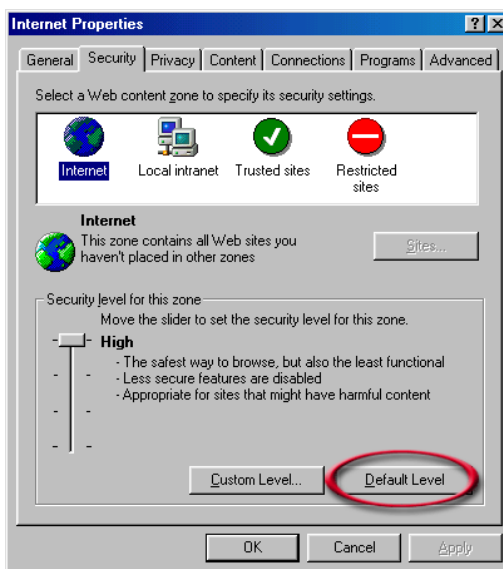 Internet Properties
General Security Privacy Content Connections Programs Advanced
Select a Web content zone to specify its security settings.
Internet Local intranet Trusted sites Restricted
sites
Internet
This zone contains all Web sites you
haven't placed in other zones
Sites...
Security level for this zone
Move the slider to set the security level for this zone.
High
- The safest way to browse, but also the least functional
- Less secure features are disabled
- Appropriate for sites that might have harmful content
Custom Level... Default Level
OK Cancel Apply